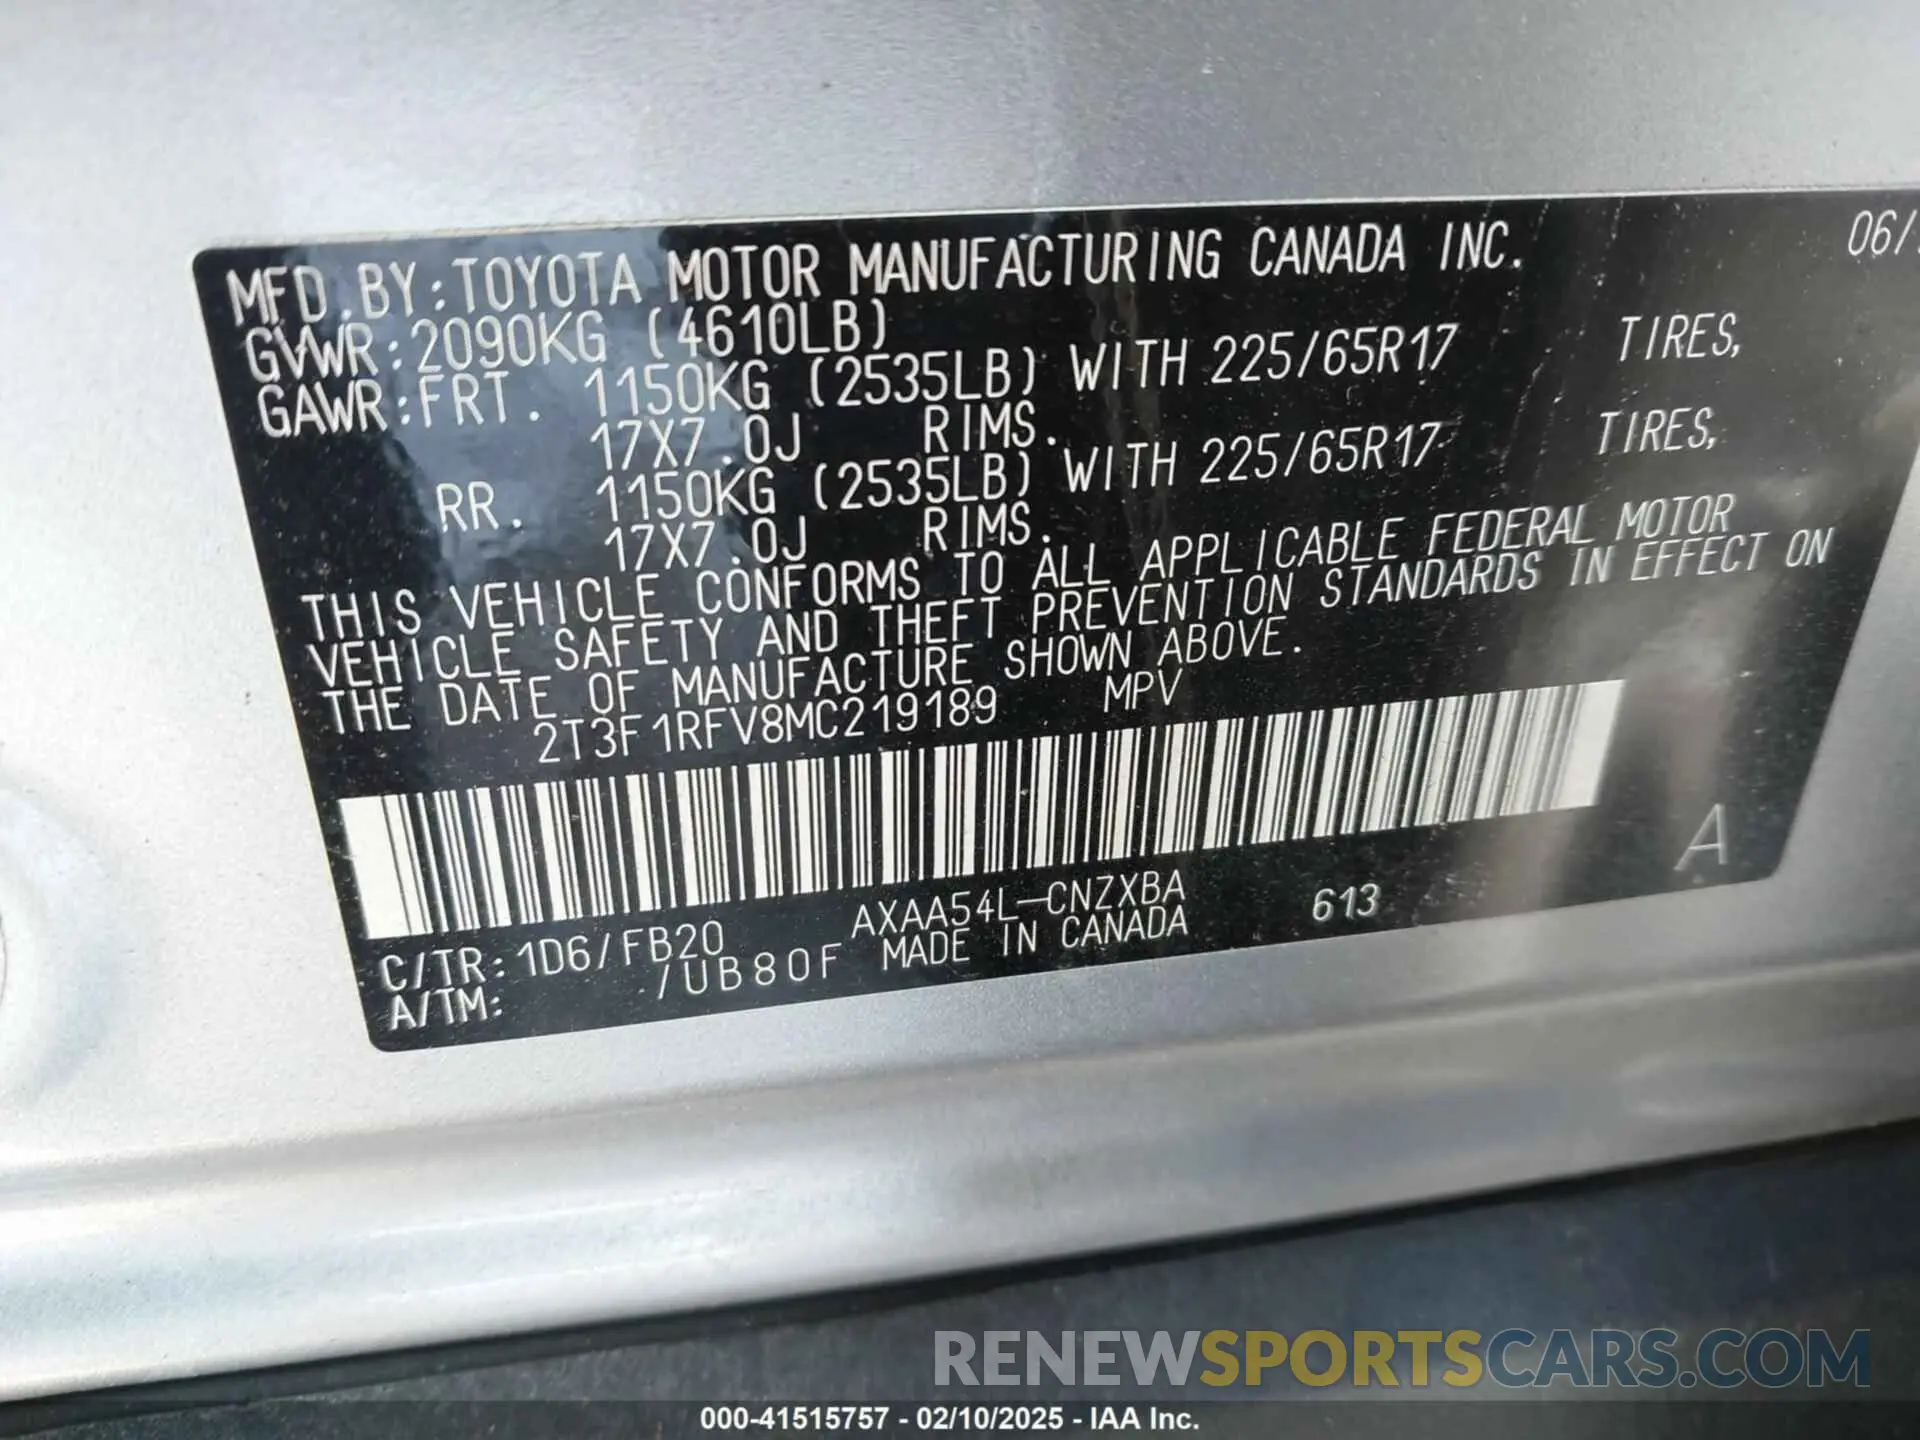 06/
MFD.BY:TOYOTA MOTOR MANUFACTURING CANADA INC.
GVWR:2090KG (4610LB)
GAWR:FRT. 1150KG (2535LB) WITH 225/65R17 TIRES,
17X7.0J RIMS.
RR. 1150KG (2535LB) WITH 225/65R17 TIRES,
17X7.0J RIMS.
THIS VEHICLE CONFORMS TO ALL APPLICABLE FEDERAL MOTOR
VEHICLE SAFETY AND THEFT PREVENTION STANDARDS IN EFFECT ON
THE DATE OF MANUFACTURE SHOWN ABOVE.
2T3F1RFV8MC219189 MPV
A
C/TR:1D6/FB20 AXAA54L-CNZXBA 613
A/TM: /UB80F MADE IN CANADA
RENEWSPORTSCARS.COM
000-41515757 - 02/10/2025 - IAA Inc.